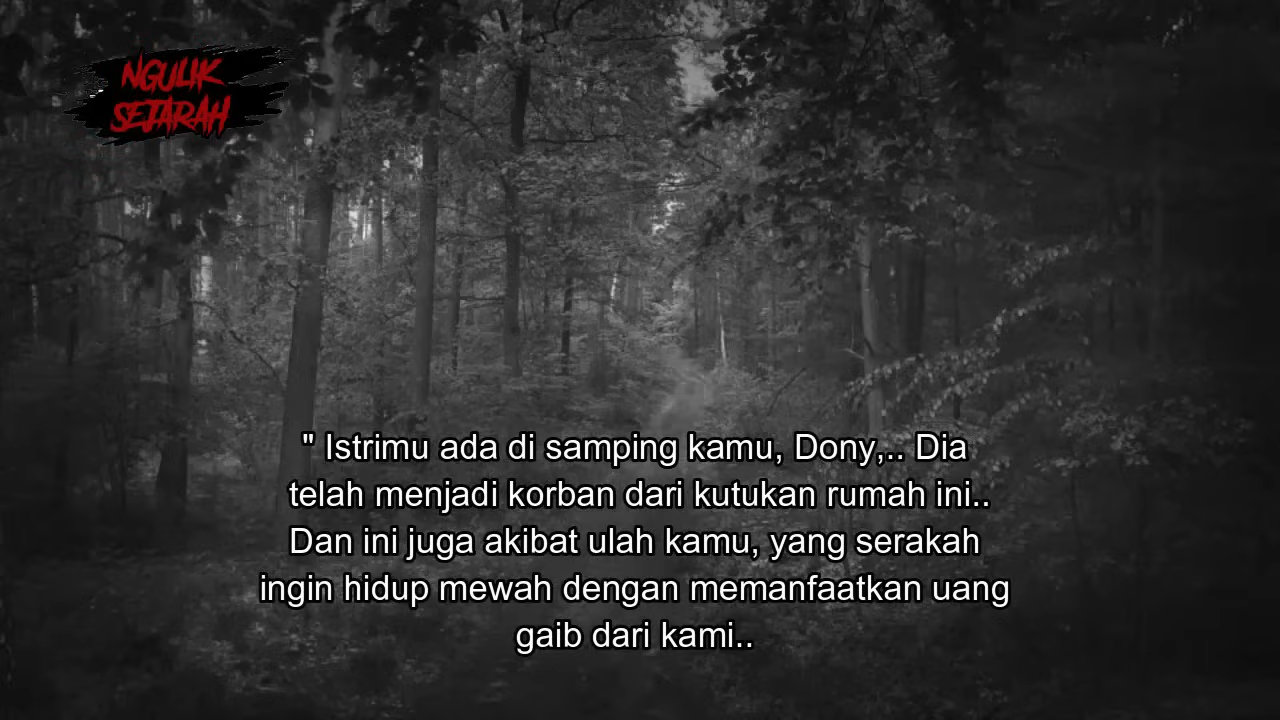 NGULIK
SEJARAH
" Istrimu ada di samping kamu, Dony,.. Dia
telah menjadi korban dari kutukan rumah ini..
Dan ini juga akibat ulah kamu, yang serakah
ingin hidup mewah dengan memanfaatkan uang
gaib dari kami..